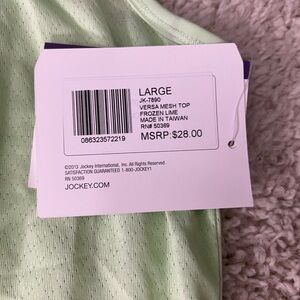 LARGE
JK-7890
VERSA MESH TOP
FROZEN LIME
MADE IN TAIWAN
RN# 50369
MSRP:$28.00
086323572219
©2013 Jockey International, Inc. All Rights Reserved.
SATISFACTION GUARANTEED 1-800-JOCKEY1
RN 50369
JOCKEY.COM